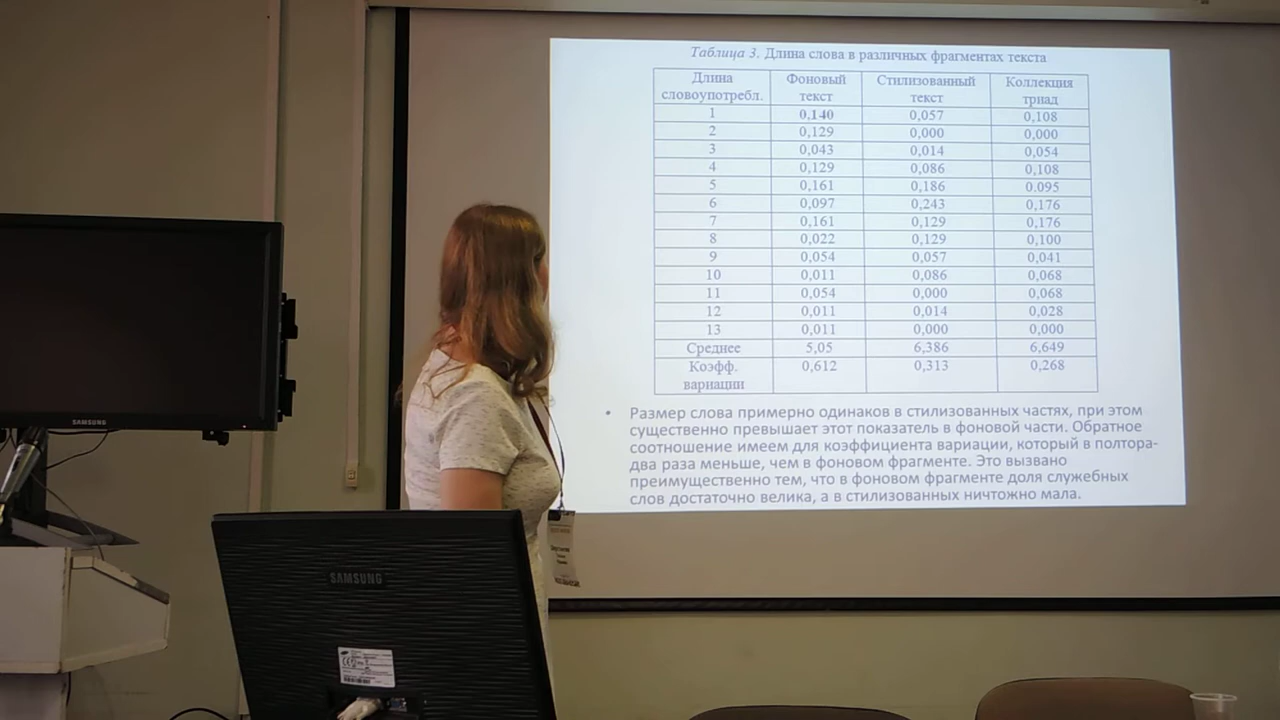 Таблица 3. Длина слова в различных фрагментах текста
Длина словоупотребл. Фоновый текст Стилизованный текст Коллекция триад
1 0,140 0,057 0,108
2 0,129 0,000 0,000
3 0,043 0,014 0,054
4 0,129 0,086 0,108
5 0,161 0,186 0.095
6 0,097 0,243 0,176
7 0,161 0,129 0,176
8 0,022 0,129 0,100
9 0,054 0,057 0,041
10 0,011 0,086 0,068
11 0,054 0,000 0,068
12 0,011 0,014 0,028
13 0,011 0,000 0,000
Среднее 5,05 6,386 6,649
Коэфф. вариации 0,612 0,313 0,268
• Размер слова примерно одинаков в стилизованных частях, при этом
существенно превышает этот показатель в фоновой части. Обратное
соотношение имеем для коэффициента вариации, который в полтора-
два раза меньше, чем в фоновом фрагменте. Это вызвано
преимущественно тем, что в фоновом фрагменте доля служебных
слов достаточно велика, а в стилизованных ничтожно мала.
SAMSUNG
SAMSUNG